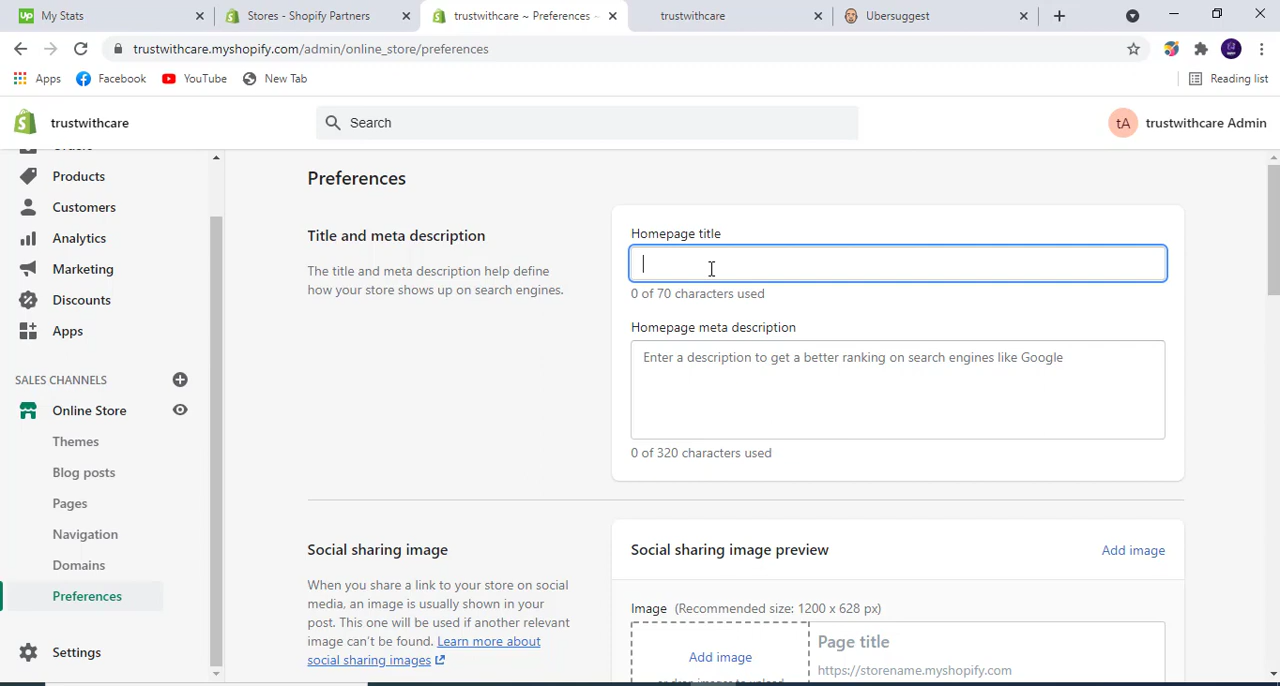 My Stats
Stores - Shopify Partners
trustwithcare ~ Preferences -
trustwithcare
Ubersuggest
trustwithcare.myshopify.com/admin/online_store/preferences
Apps
Facebook
YouTube
New Tab
Reading list
trustwithcare
Search
tA
trustwithcare Admin
Orders
Products
Customers
Analytics
Marketing
Discounts
Apps
SALES CHANNELS
Online Store
Themes
Blog posts
Pages
Navigation
Domains
Preferences
Settings
Preferences
Title and meta description
The title and meta description help define
how your store shows up on search engines.
Homepage title
0 of 70 characters used
Homepage meta description
Enter a description to get a better ranking on search engines like Google
0 of 320 characters used
Social sharing image
When you share a link to your store on social
media, an image is usually shown in your
post. This one will be used if another relevant
image can't be found. Learn more about
social sharing images
Social sharing image preview
Add image
Image (Recommended size: 1200 x 628 px)
Add image
Page title
https://storename.myshopify.com